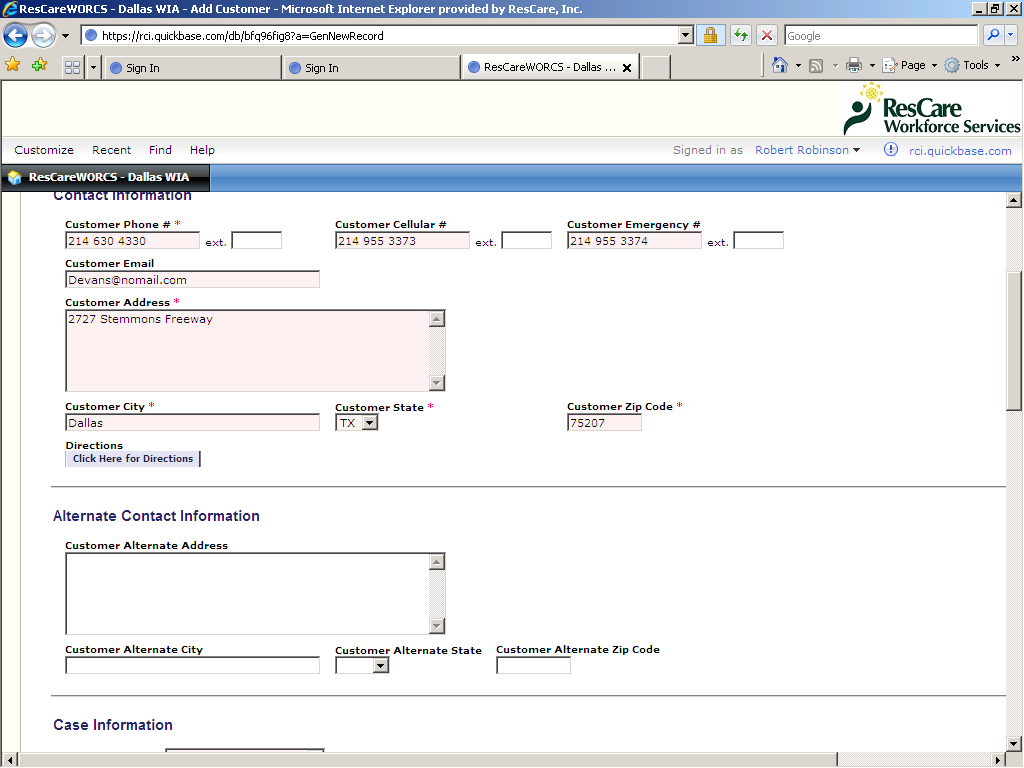 ResCareWORCS - Dallas WIA - Add Customer - Microsoft Internet Explorer provided by ResCare, Inc.
https://rci.quickbase.com/db/bfq96fig8?a=GenNewRecord
Google
Sign In
Sign In
ResCareWORCS - Dallas ...
Page
Tools
»
ResCare
Workforce Services
Customize Recent Find Help
Signed in as Robert Robinson
rci.quickbase.com
ResCareWORCS - Dallas WIA
Contact Information
Customer Phone # * Customer Cellular # Customer Emergency #
214 630 4330 ext. 214 955 3373 ext. 214 955 3374 ext.
Customer Email
Devans@nomail.com
Customer Address *
2727 Stemmons Freeway
Customer City * Customer State * Customer Zip Code *
Dallas TX 75207
Directions
Click Here for Directions
Alternate Contact Information
Customer Alternate Address
Customer Alternate City Customer Alternate State Customer Alternate Zip Code
Case Information